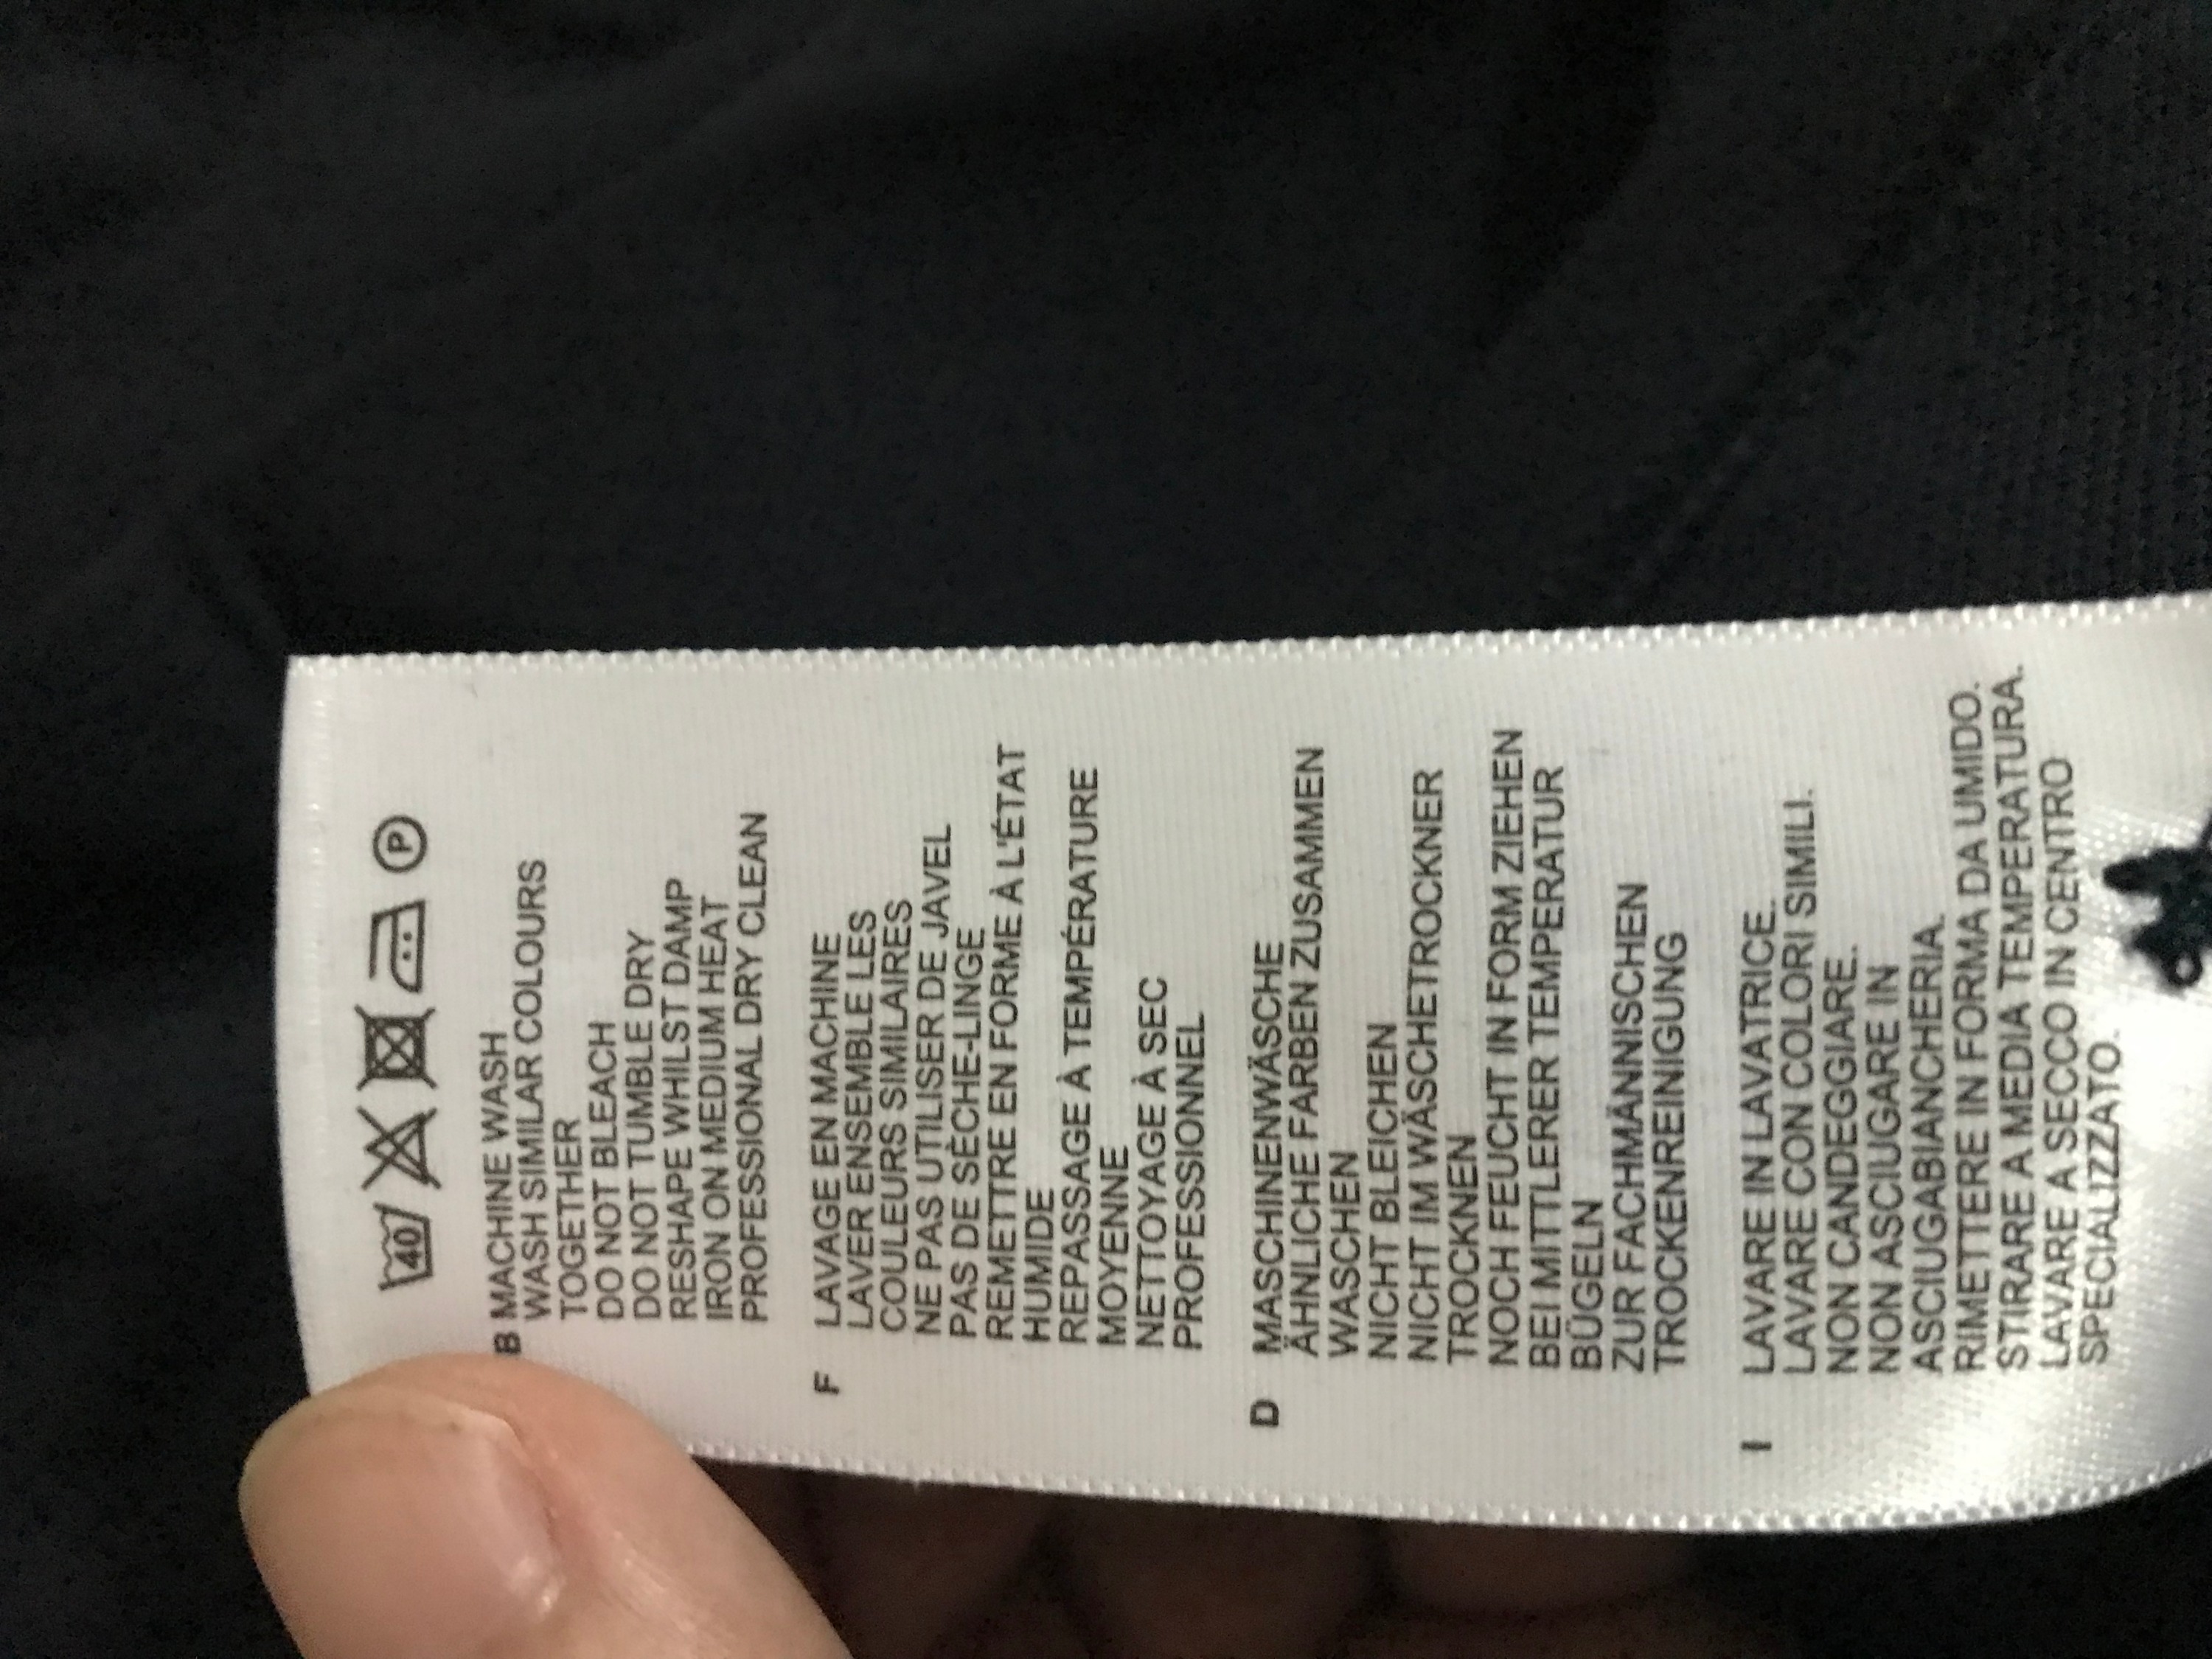 40 P
B MACHINE WASH
WASH SIMILAR COLOURS
TOGETHER
DO NOT BLEACH
DO NOT TUMBLE DRY
RESHAPE WHILST DAMP
IRON ON MEDIUM HEAT
PROFESSIONAL DRY CLEAN
F LAVAGE EN MACHINE
LAVER ENSEMBLE LES
COULEURS SIMILAIRES
NE PAS UTILISER DE JAVEL
PAS DE SÈCHE-LINGE
REMETTRE EN FORME À L'ÉTAT
HUMIDE
REPASSAGE À TEMPÉRATURE
MOYENNE
NETTOYAGE À SEC
PROFESSIONNEL
D MASCHINENWÄSCHE
ÄHNLICHE FARBEN ZUSAMMEN
WASCHEN
NICHT BLEICHEN
NICHT IM WÄSCHETROCKNER
TROCKNEN
NOCH FEUCHT IN FORM ZIEHEN
BEI MITTLERER TEMPERATUR
BÜGELN
ZUR FACHMÄNNISCHEN
TROCKENREINIGUNG
I LAVARE IN LAVATRICE.
LAVARE CON COLORI SIMILI.
NON CANDEGGIARE.
NON ASCIUGARE IN
ASCIUGABIANCHERIA.
RIMETTERE IN FORMA DA UMIDO.
STIRARE A MEDIA TEMPERATURA.
LAVARE A SECCO IN CENTRO
SPECIALIZZATO.